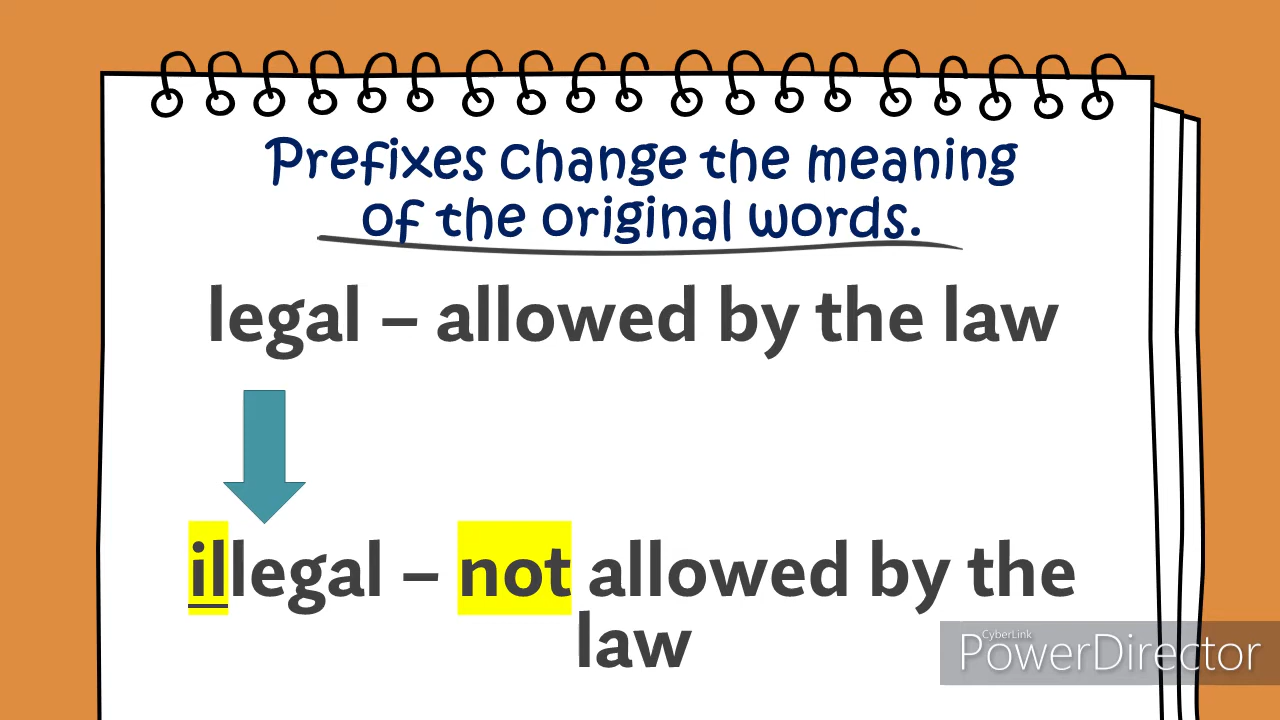 Prefixes change the meaning
of the original words.
legal – allowed by the law
illegal – not allowed by the
law
CyberLink
PowerDirector